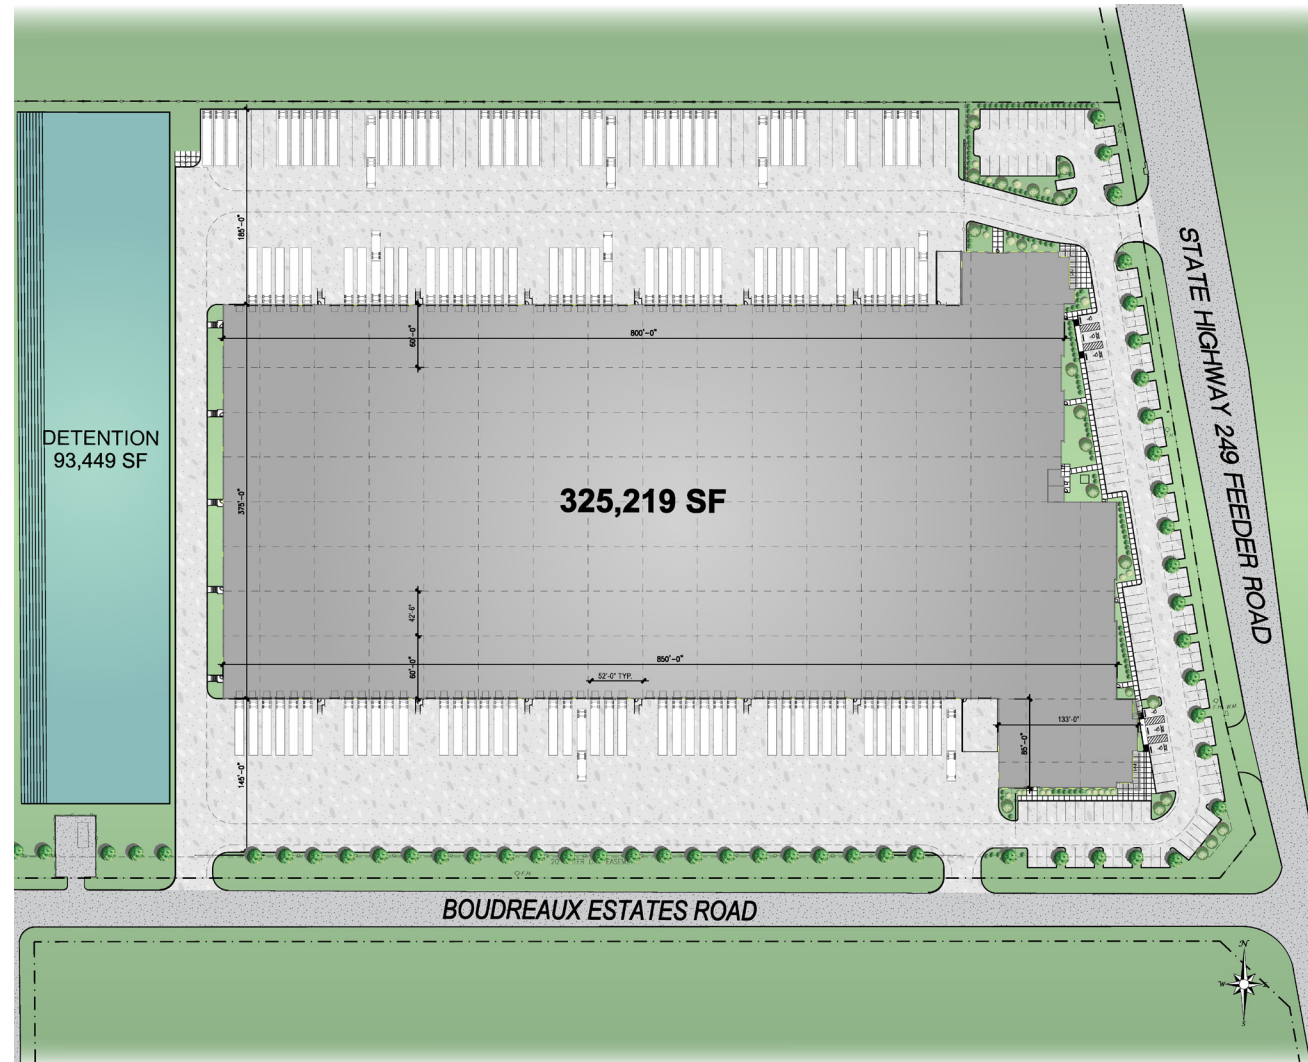 185'-0"
STATE HIGHWAY 249 FEEDER ROAD
800'-0"
60'-0"
DETENTION
93,449 SF
375'-0"
325,219 SF
42'-6"
60'-0"
850'-0"
52'-0" TYP.
133'-0"
85'-0"
145'-0"
BOUDREAUX ESTATES ROAD
N
W
S